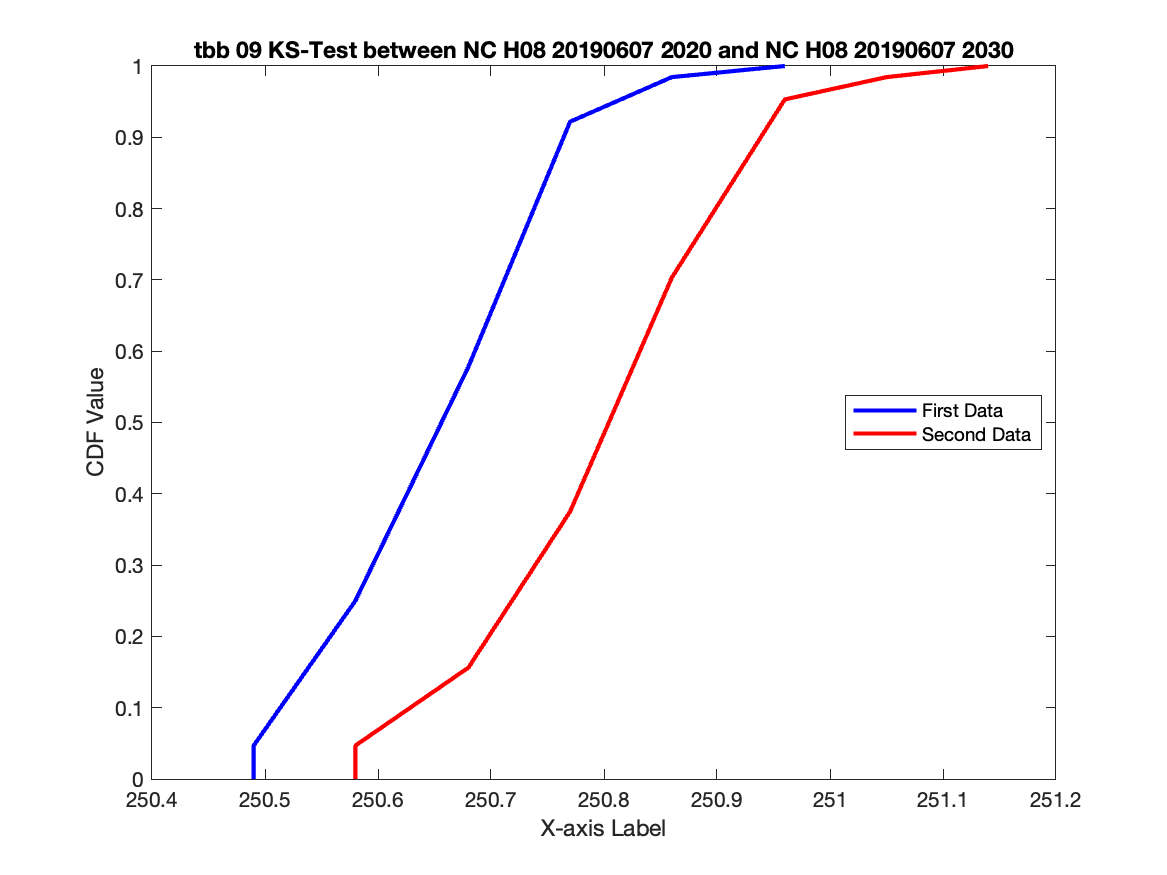 tbb 09 KS-Test between NC H08 20190607 2020 and NC H08 20190607 2030
1
0.9
0.8
0.7
0.6
0.5
0.4
0.3
0.2
0.1
0
CDF Value
First Data
Second Data
250.4 250.5 250.6 250.7 250.8 250.9 251 251.1 251.2
X-axis Label